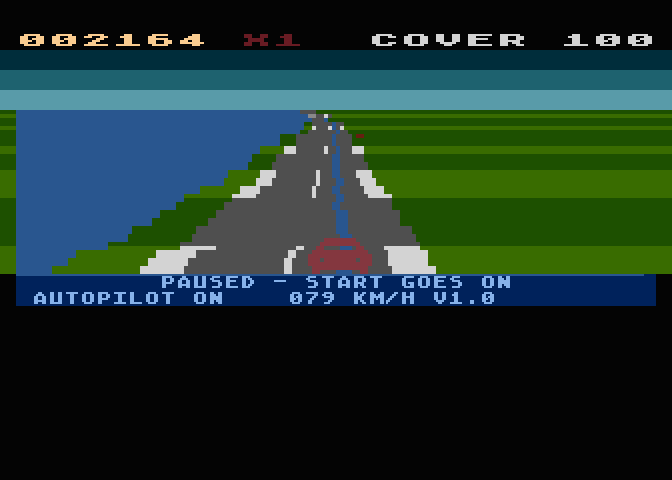 002164 X1 COVER 100
PAUSED - START GOES ON
AUTOPILOT ON 079 KM/H V1.0